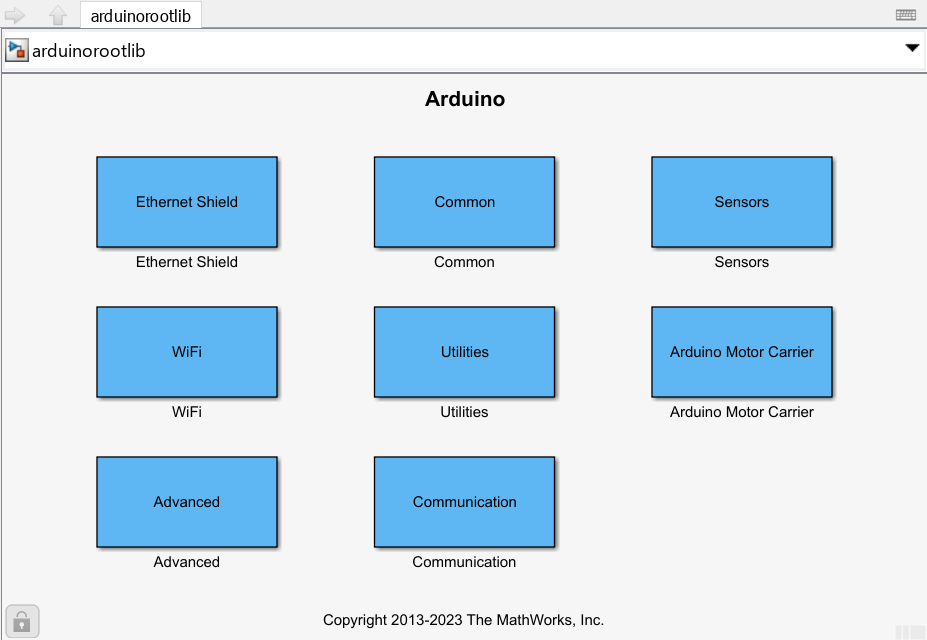 arduinorootlib
arduinorootlib
Arduino
Ethernet Shield
Common
Sensors
Ethernet Shield
Common
Sensors
WiFi
Utilities
Arduino Motor Carrier
WiFi
Utilities
Arduino Motor Carrier
Advanced
Communication
Advanced
Communication
Copyright 2013-2023 The MathWorks, Inc.